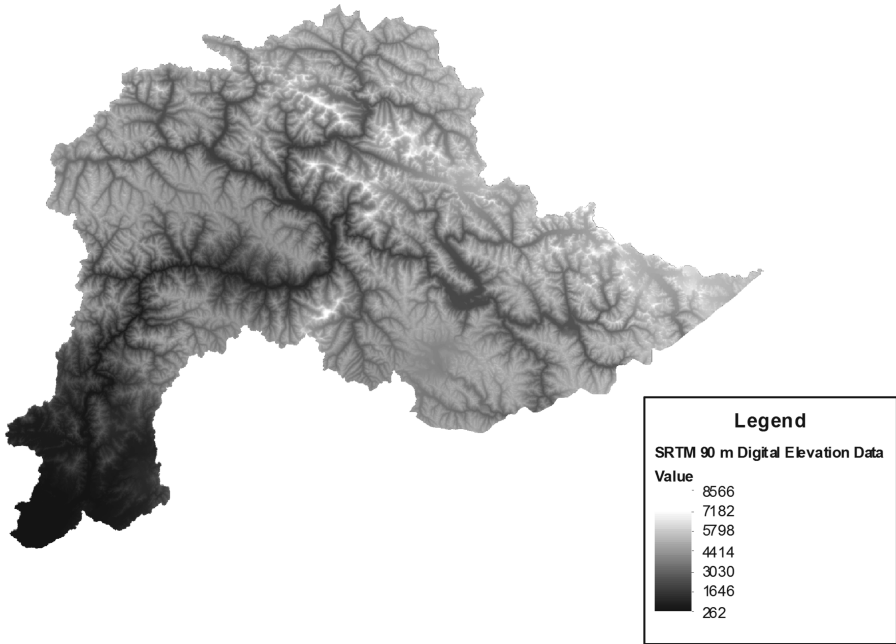 Legend
SRTM 90 m Digital Elevation Data
Value
8566
7182
5798
4414
3030
1646
262